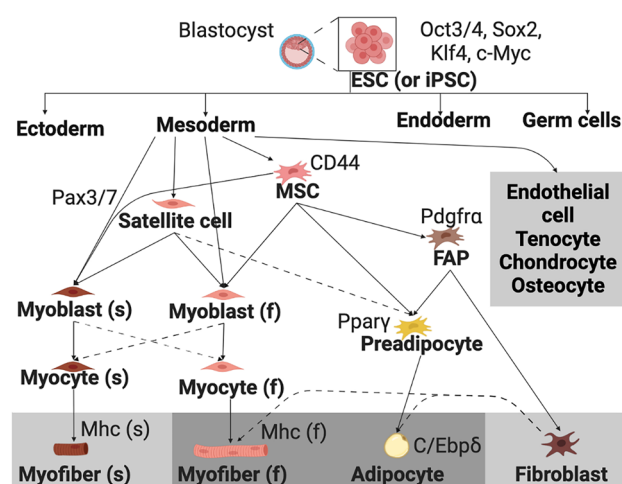 Blastocyst
Oct3/4, Sox2,
Klf4, c-Myc
ESC (or iPSC)
Ectoderm
Mesoderm
Endoderm
Germ cells
CD44
MSC
Pax3/7
Satellite cell
Endothelial
cell
Tenocyte
Chondrocyte
Osteocyte
Pdgfrα
FAP
Myoblast (s)
Myoblast (f)
Pparγ
Preadipocyte
Myocyte (s)
Myocyte (f)
Mhc (s)
Mhc (f)
C/Ebpδ
Myofiber (s)
Myofiber (f)
Adipocyte
Fibroblast